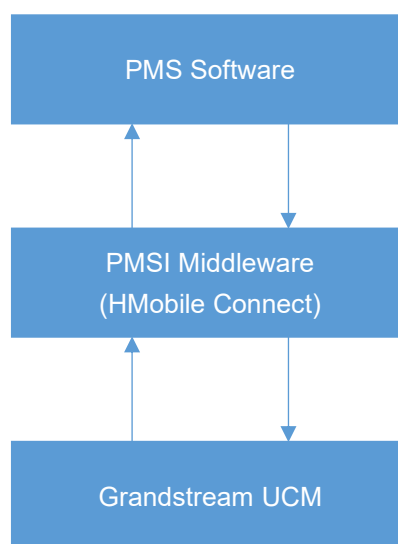 PMS Software
PMSI Middleware
(HMobile Connect)
Grandstream UCM